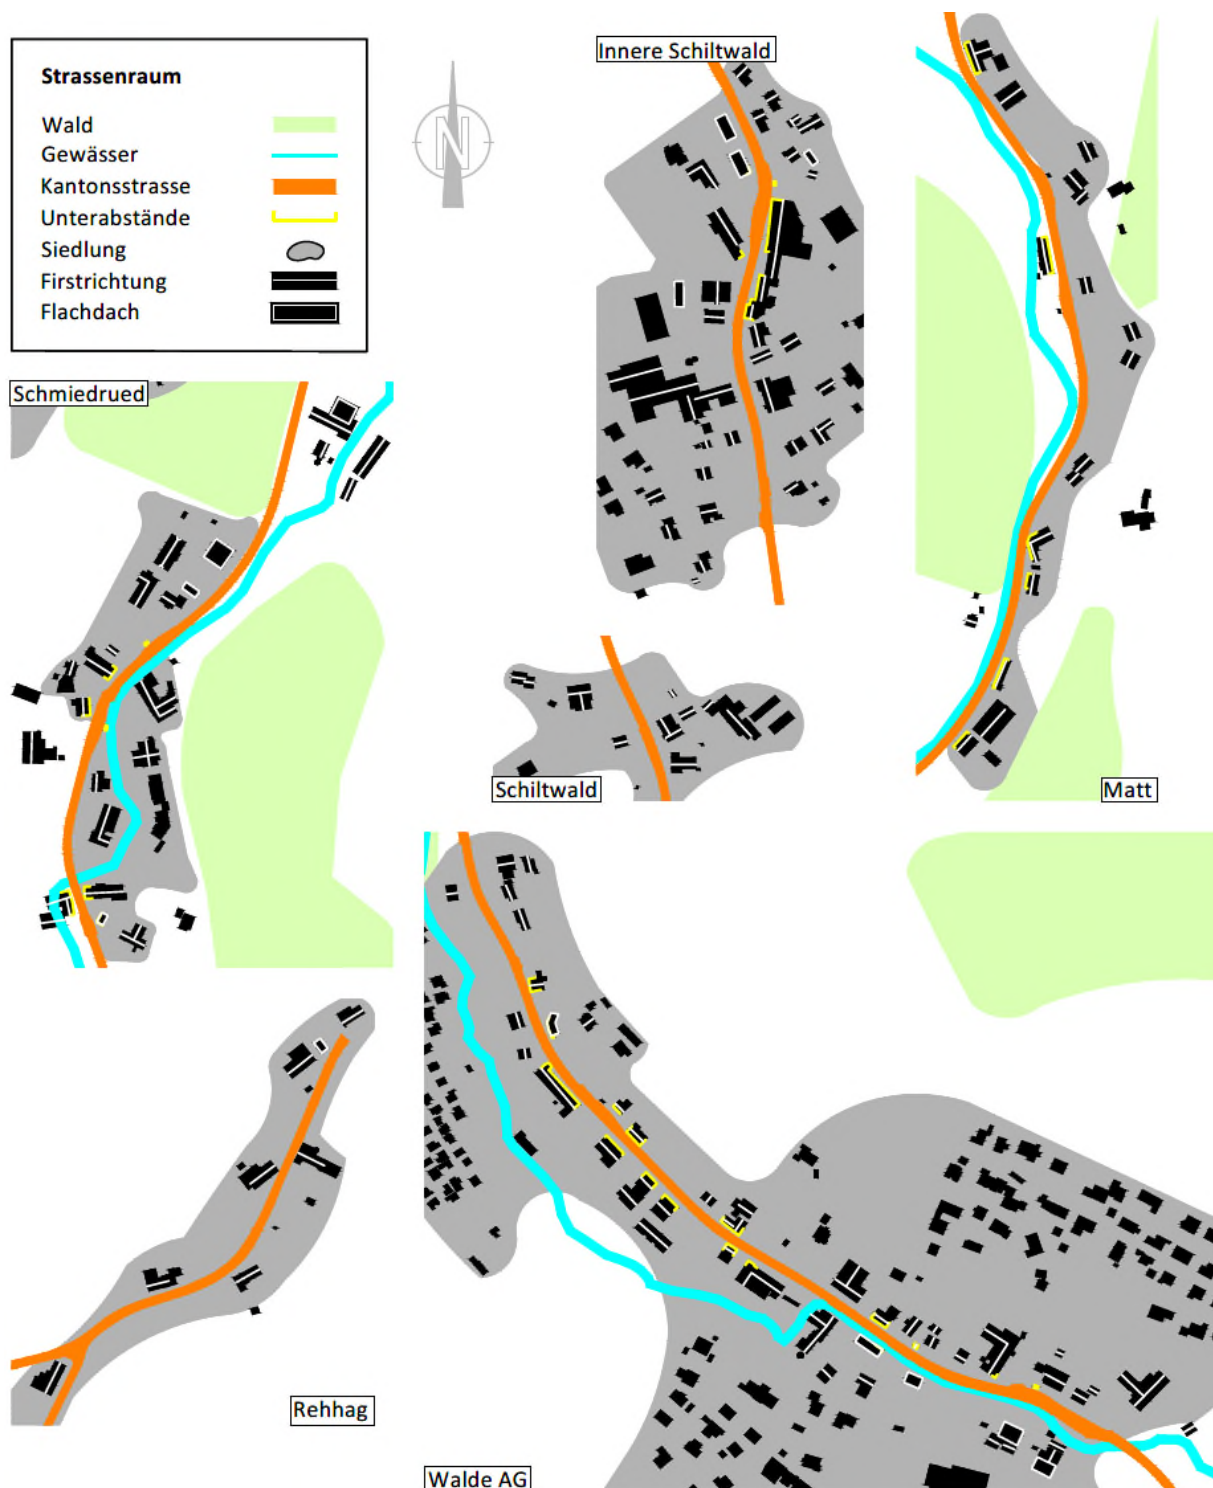 Strassenraum
Wald
Gewässer
Kantonsstrasse
Unterabstände
Siedlung
Firstrichtung
Flachdach
N
Innere Schiltwald
Schmiedrued
Schiltwald
Matt
Rehhag
Walde AG